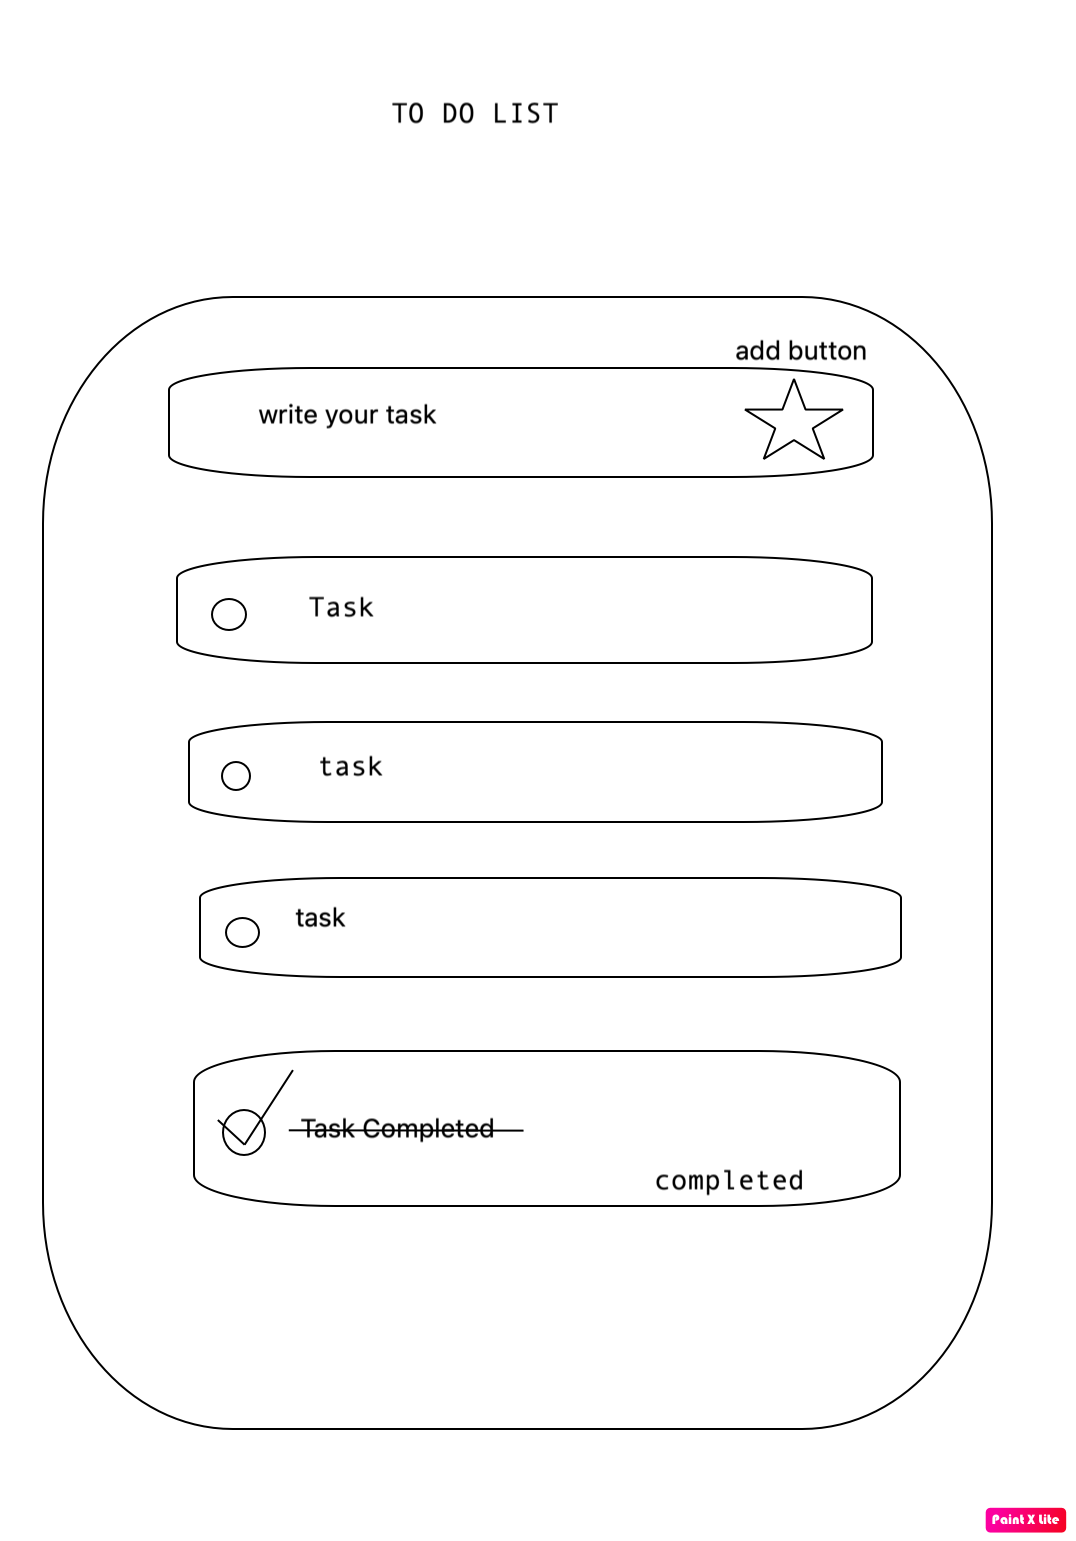 TO DO LIST
add button
write your task
Task
task
task
Task Completed
completed
Paint X Lite